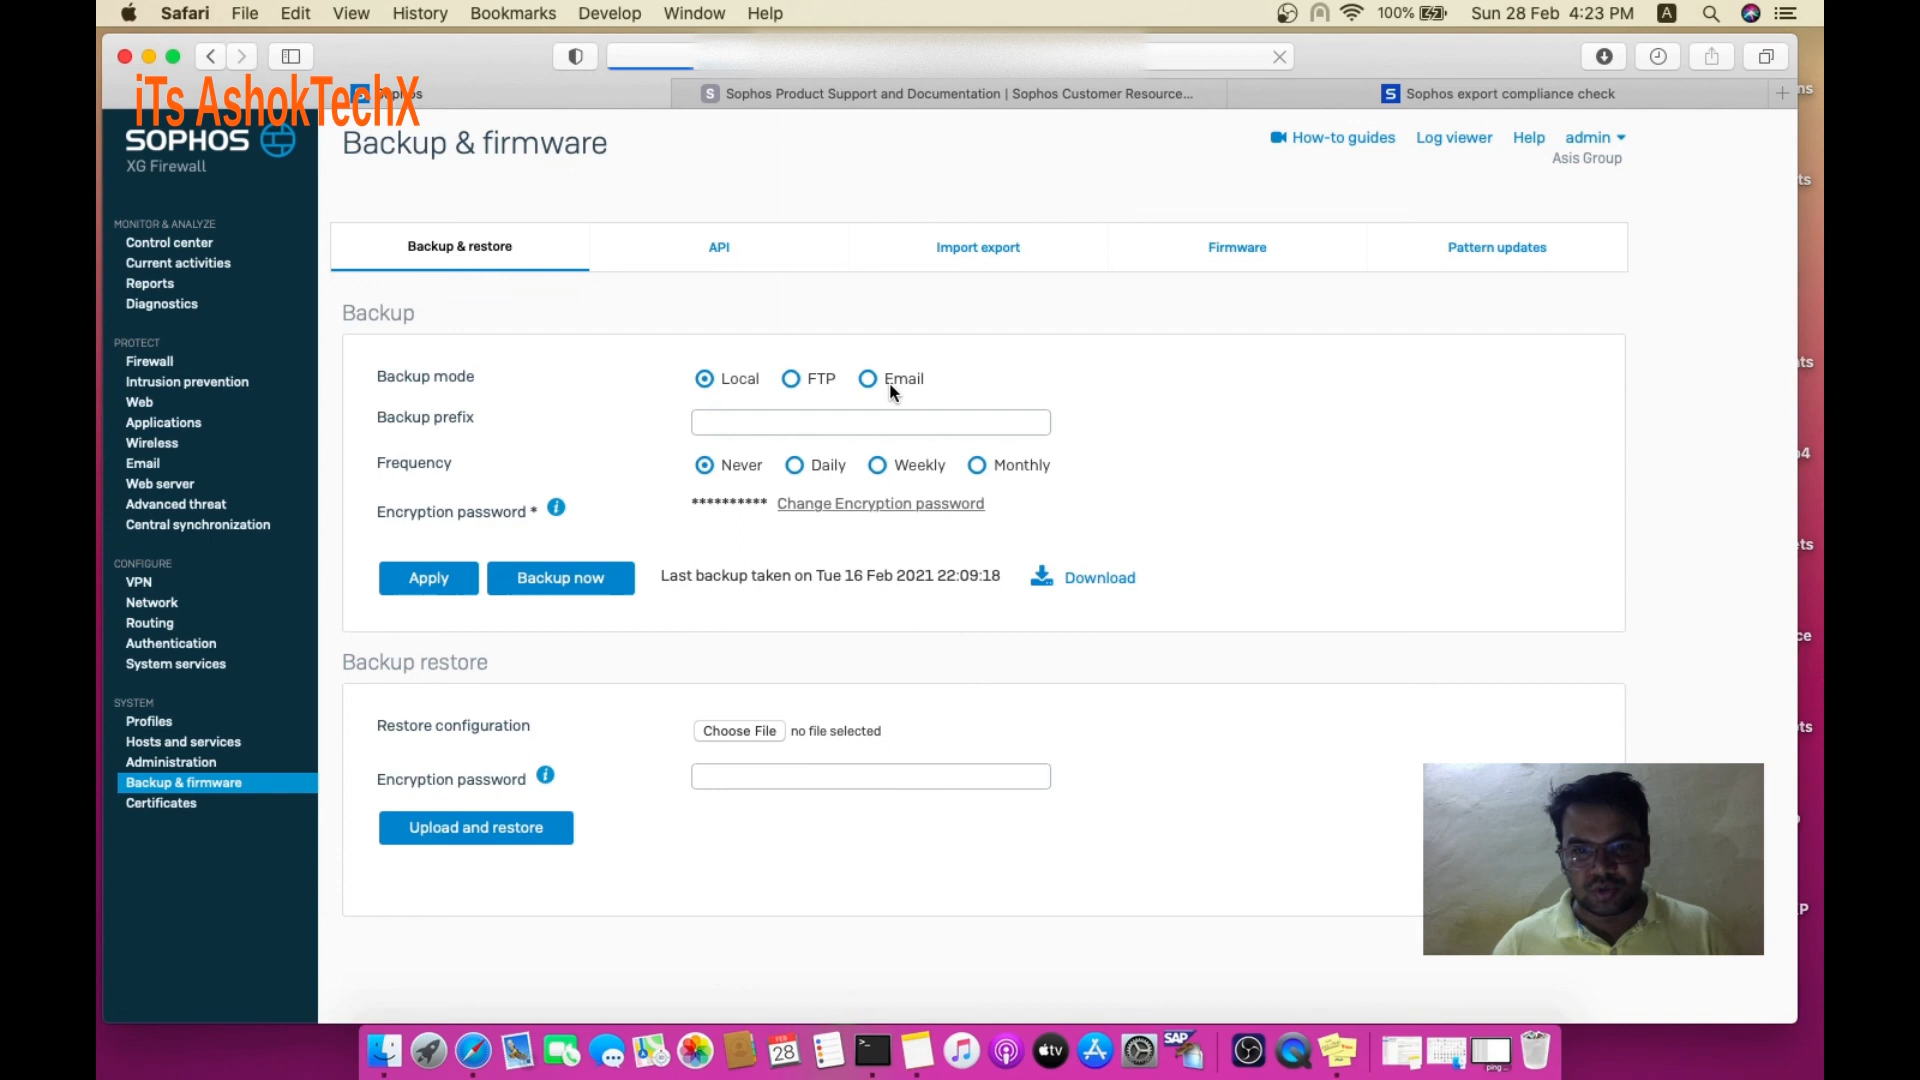 Safari File Edit View History Bookmarks Develop Window Help 100% Sun 28 Feb 4:23 PM A
iTs AshokTechX
S Sophos Product Support and Documentation | Sophos Customer Resource...
S Sophos export compliance check
SOPHOS
XG Firewall
Backup & firmware
How-to guides Log viewer Help admin
Asis Group
MONITOR & ANALYZE
Control center
Current activities
Reports
Diagnostics
PROTECT
Firewall
Intrusion prevention
Web
Applications
Wireless
Email
Web server
Advanced threat
Central synchronization
CONFIGURE
VPN
Network
Routing
Authentication
System services
SYSTEM
Profiles
Hosts and services
Administration
Backup & firmware
Certificates
Backup & restore API Import export Firmware Pattern updates
Backup
Backup mode Local FTP Email
Backup prefix
Frequency Never Daily Weekly Monthly
Encryption password * i ********** Change Encryption password
Apply Backup now Last backup taken on Tue 16 Feb 2021 22:09:18 Download
Backup restore
Restore configuration Choose File no file selected
Encryption password i
Upload and restore
FEB
28
tv
SAP
ping...